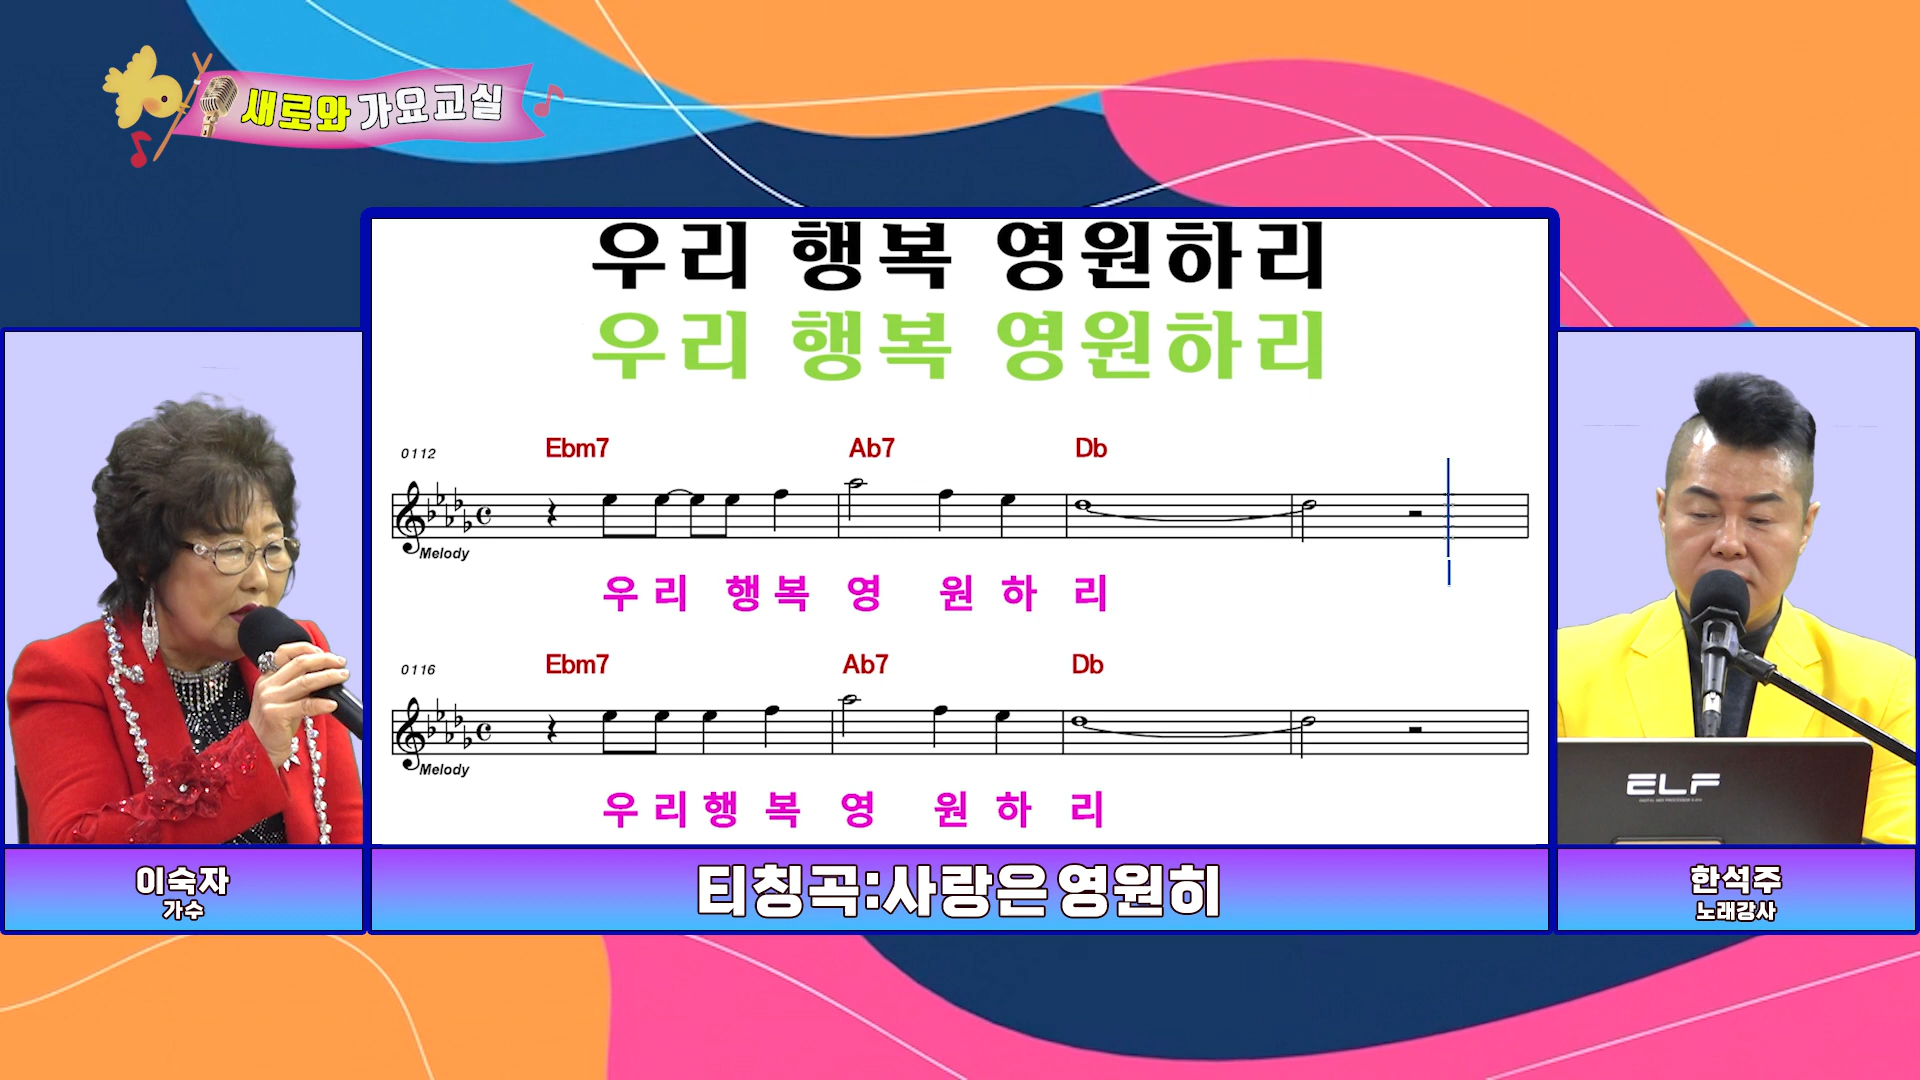 새로와 가요교실
우리 행복 영원하리
우리 행복 영원하리
0112 Ebm7 Ab7 Db
Melody
우리 행복 영 원 하 리
0116 Ebm7 Ab7 Db
Melody
우리행 복 영 원 하 리
ELF
이숙자
가수
티칭곡:사랑은 영원히
한석주
노래강사